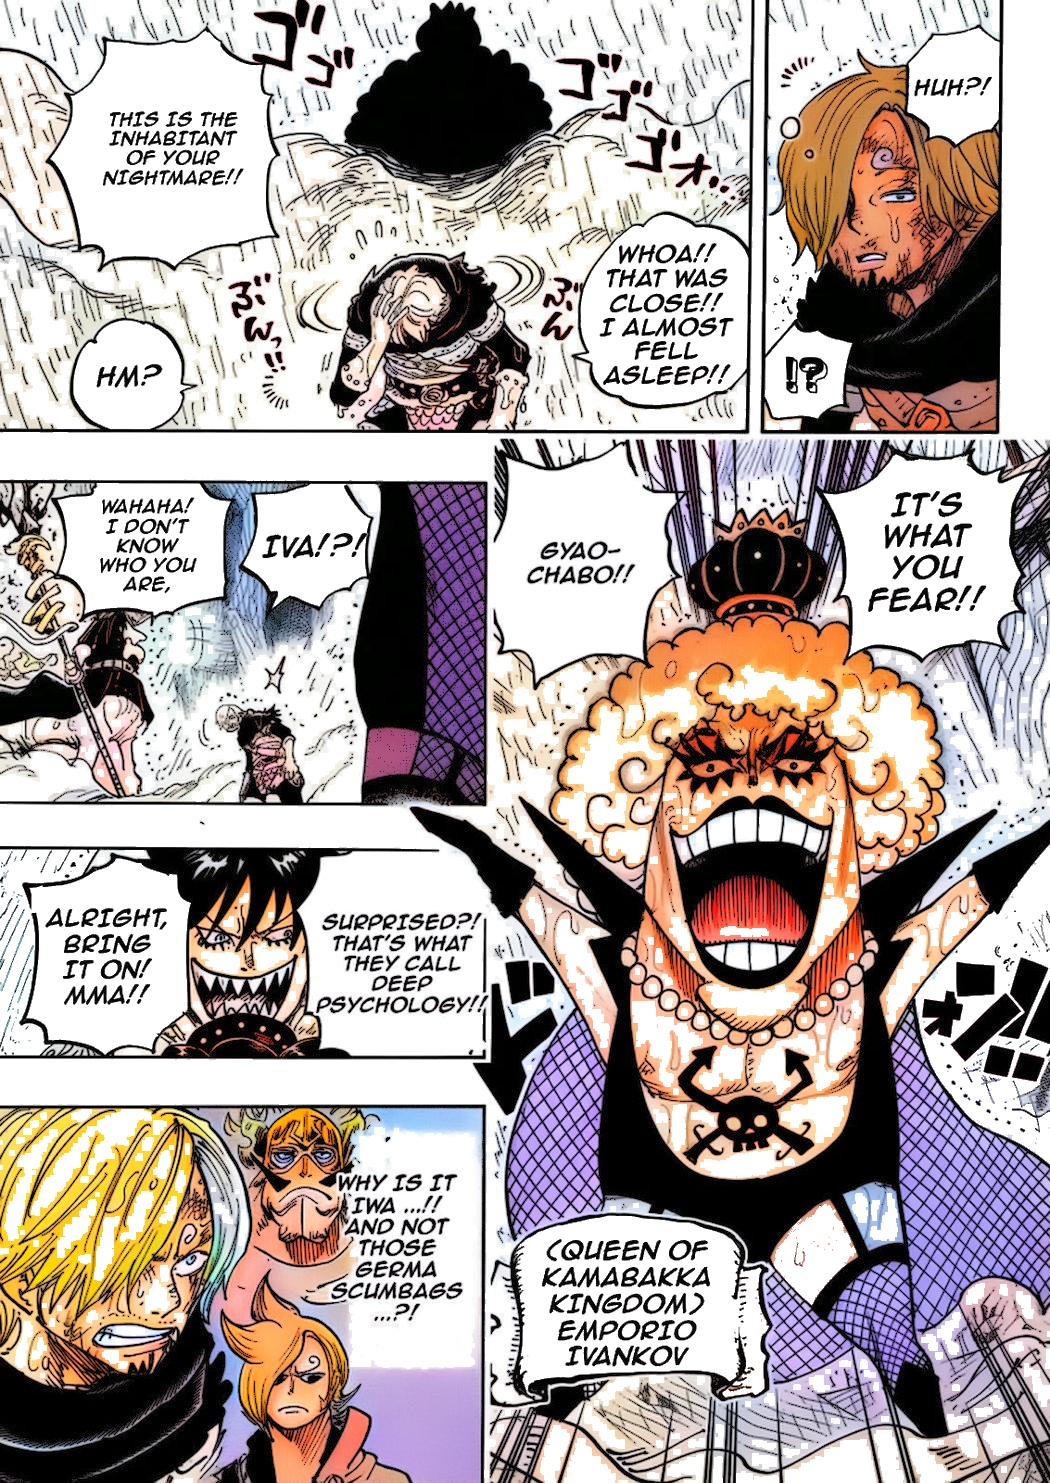 HUH?!
!?
THIS IS THE
INHABITANT
OF YOUR
NIGHTMARE!!
ゴゴゴ
ゴゴゴォ..
WHOA!!
THAT WAS
CLOSE!!
I ALMOST
FELL
ASLEEP!!
ぶんっ!!
ぶん
HM?
IT'S
WHAT
YOU
FEAR!!
GYAO-
CHABO!!
ドォン!!
(QUEEN OF
KAMABAKKA
KINGDOM)
EMPORIO
IVANKOV
IVA!?!
WAHAHA!
I DON'T
KNOW
WHO YOU
ARE,
SURPRISED?!
THAT'S WHAT
THEY CALL
DEEP
PSYCHOLOGY!!
ALRIGHT,
BRING
IT ON!
MMA!!
WHY IS IT
IWA ...!!
AND NOT
THOSE
GERMA
SCUMBAGS
...?!